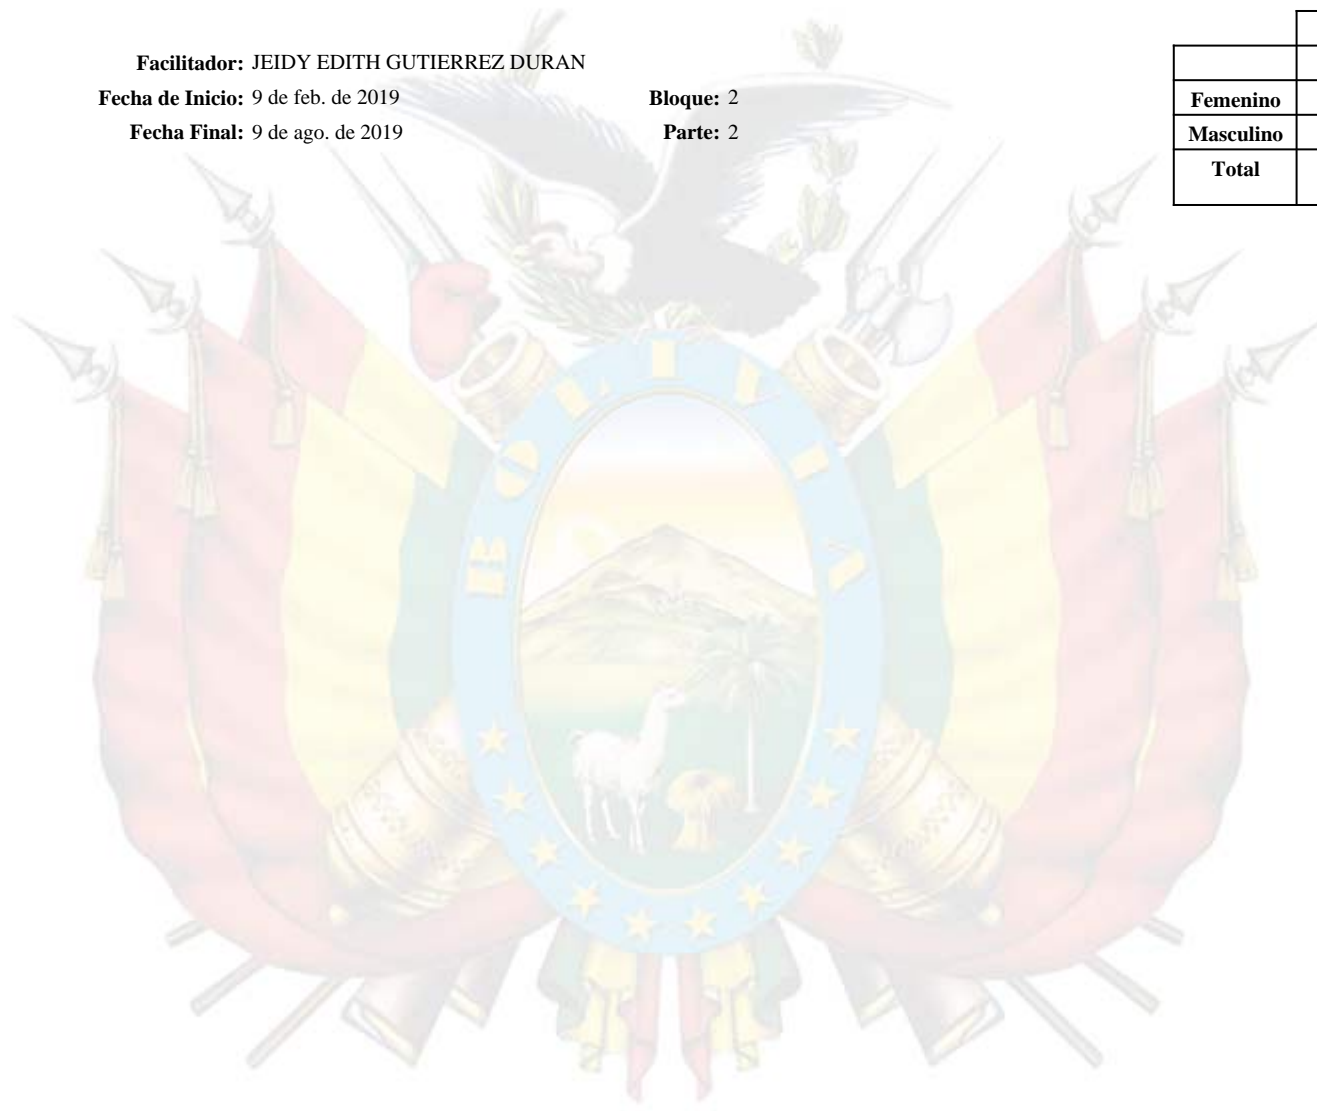 Facilitador: JEIDY EDITH GUTIERREZ DURAN
Fecha de Inicio: 9 de feb. de 2019 Bloque: 2
Fecha Final: 9 de ago. de 2019 Parte: 2
Femenino
Masculino
Total
BOLIVIA